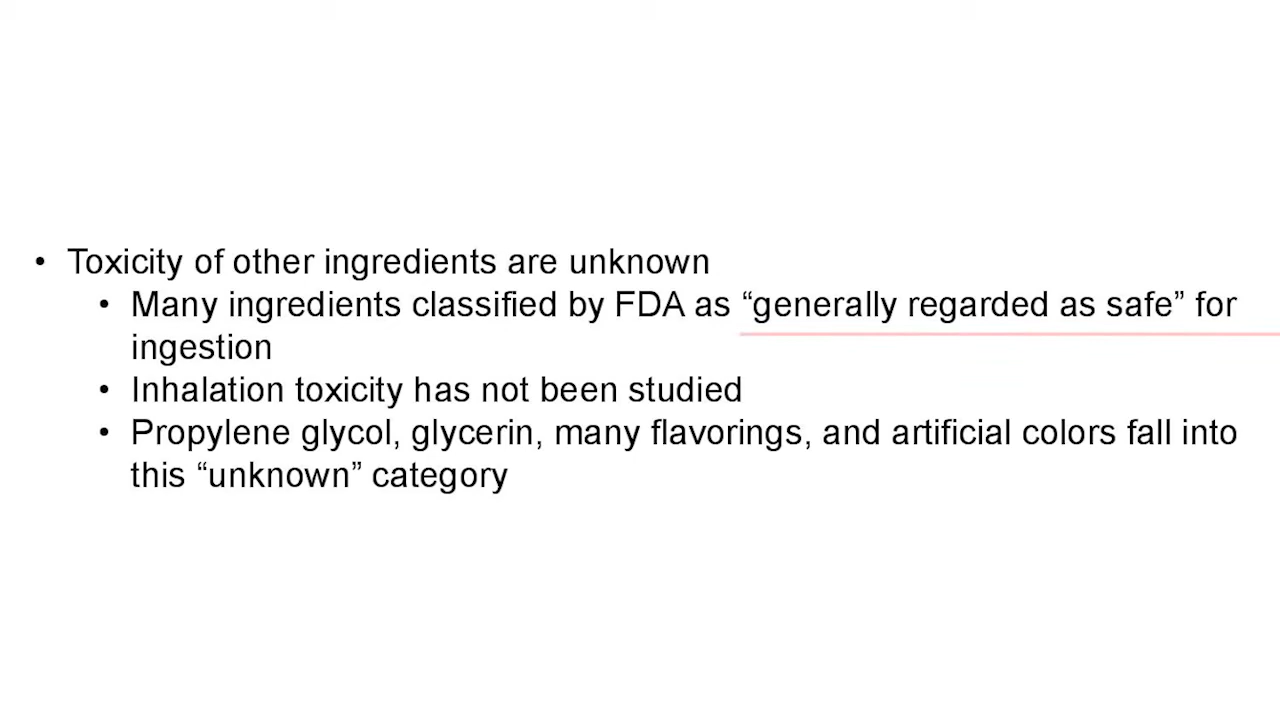 • Toxicity of other ingredients are unknown
• Many ingredients classified by FDA as “generally regarded as safe” for
ingestion
• Inhalation toxicity has not been studied
• Propylene glycol, glycerin, many flavorings, and artificial colors fall into
this “unknown” category